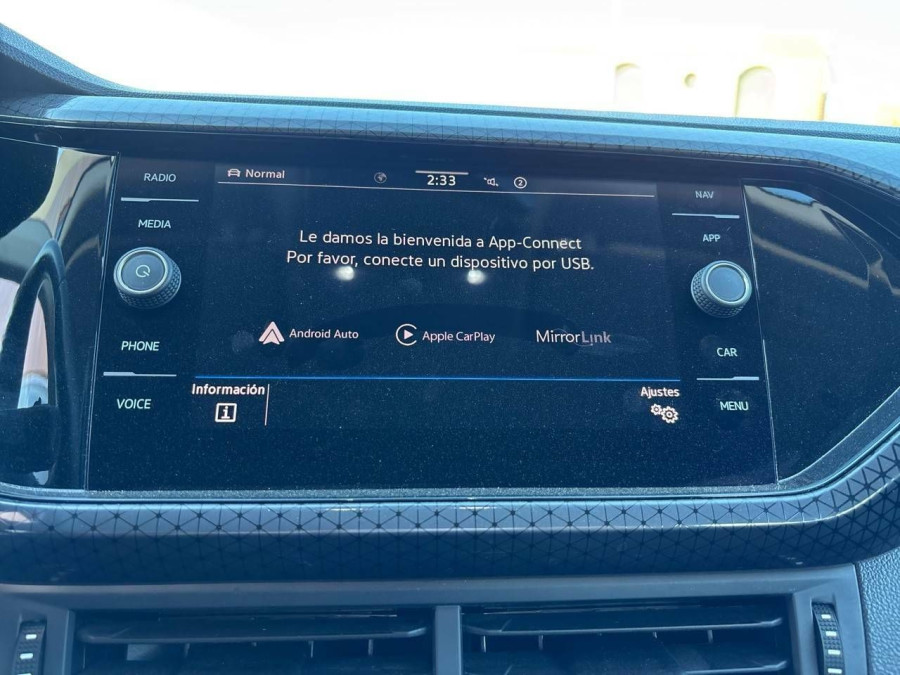 RADIO
MEDIA
PHONE
VOICE
Normal
2:33
2
Le damos la bienvenida a App-Connect
Por favor, conecte un dispositivo por USB.
Android Auto
Apple CarPlay
MirrorLink
Información
i
Ajustes
NAV
APP
CAR
MENU